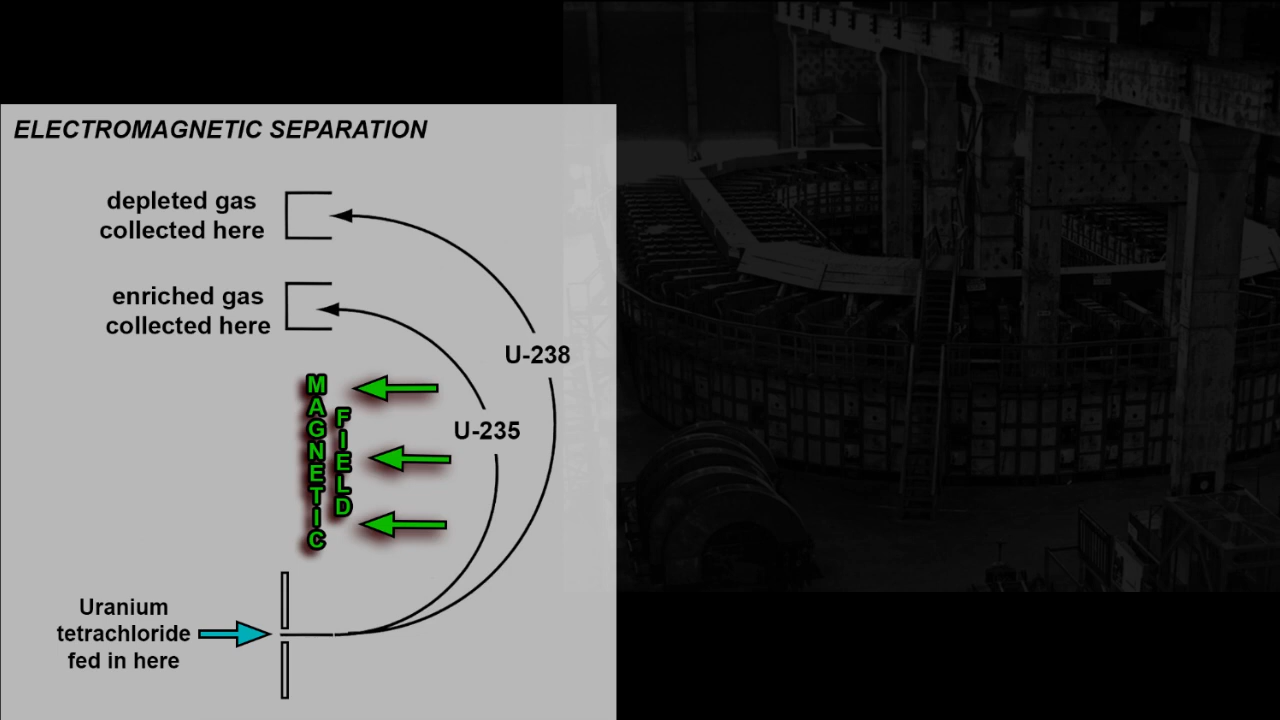 ELECTROMAGNETIC SEPARATION
depleted gas
collected here
enriched gas
collected here
U-238
U-235
MAGNETIC
FIELD
Uranium
tetrachloride
fed in here